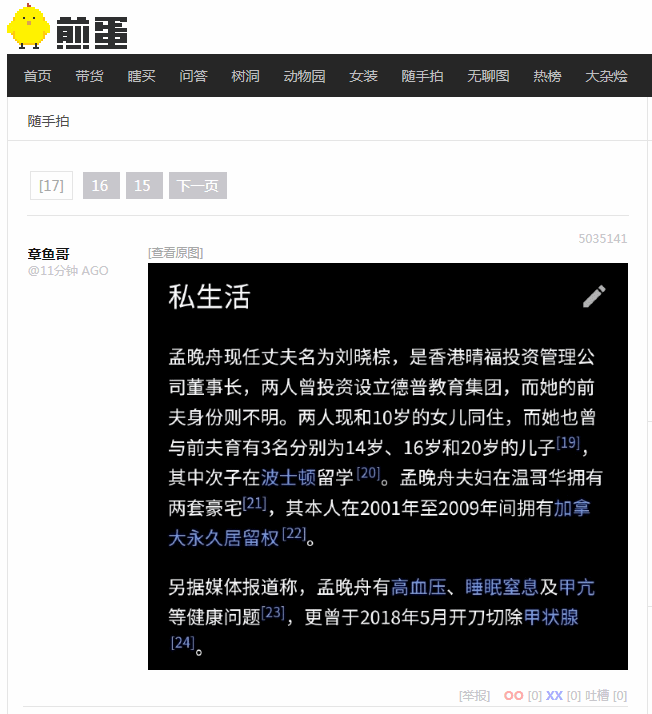 煎蛋
首页 带货 瞎买 问答 树洞 动物园 女装 随手拍 无聊图 热榜 大杂烩
随手拍
[17] 16 15 下一页
5035141
章鱼哥
@11分钟 AGO
[查看原图]
私生活
孟晚舟现任丈夫名为刘晓棕，是香港晴福投资管理公
司董事长，两人曾投资设立德普教育集团，而她的前
夫身份则不明。两人现和10岁的女儿同住，而她也曾
与前夫育有3名分别为14岁、16岁和20岁的儿子[19]，
其中次子在波士顿留学[20]。孟晚舟夫妇在温哥华拥有
两套豪宅[21]，其本人在2001年至2009年间拥有加拿
大永久居留权[22]。
另据媒体报道称，孟晚舟有高血压、睡眠窒息及甲亢
等健康问题[23]，更曾于2018年5月开刀切除甲状腺
[24]。
[举报] OO [0] XX [0] 吐槽 [0]